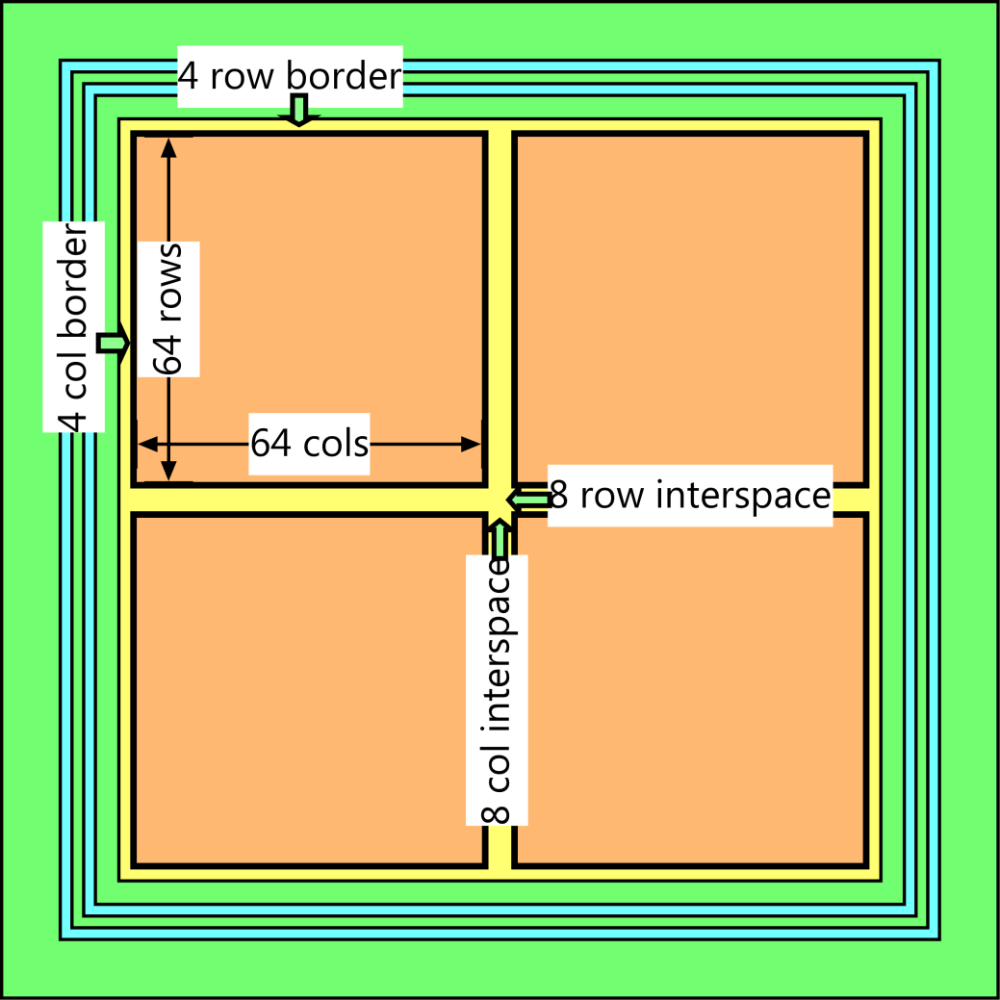 4 row border
4 col border
64 rows
64 cols
8 row interspace
8 col interspace